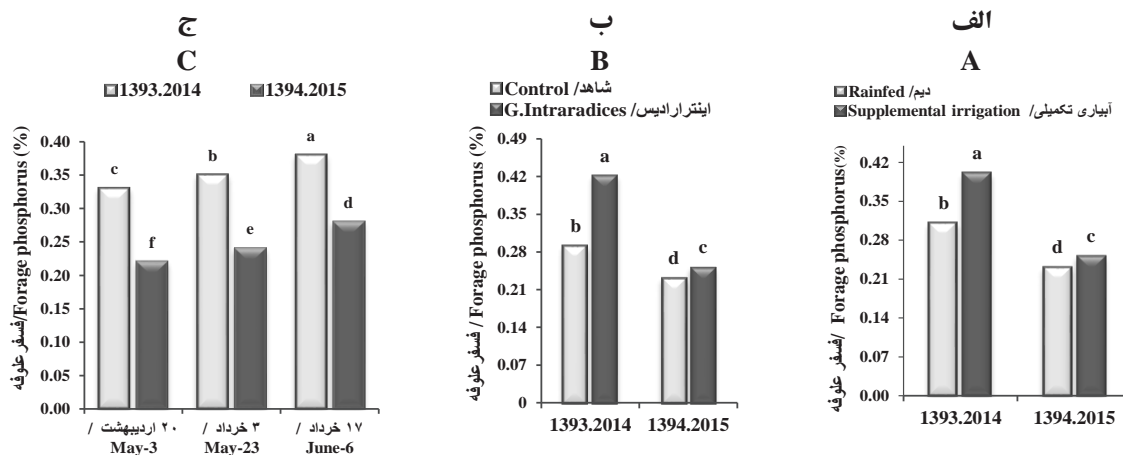 ج
C
1393.2014 1394.2015
فسفر علوفه/Forage phosphorus (%)
0.40
0.35
0.30
0.25
0.20
0.15
0.10
0.05
0.00
c f b e a d
۲۰ اردیبهشت / ۳ خرداد / ۱۷ خرداد /
May-3 May-23 June-6
ب
B
Control /شاهد
G.Intraradices /اینترارادیس
فسفر علوفه / Forage phosphorus (%)
0.49
0.42
0.35
0.28
0.21
0.14
0.07
0
b a d c
1393.2014 1394.2015
الف
A
Rainfed /دیم
Supplemental irrigation /آبیاری تکمیلی
فسفر علوفه/ Forage phosphorus(%)
0.42
0.35
0.28
0.21
0.14
0.07
0.00
b a d c
1393.2014 1394.2015